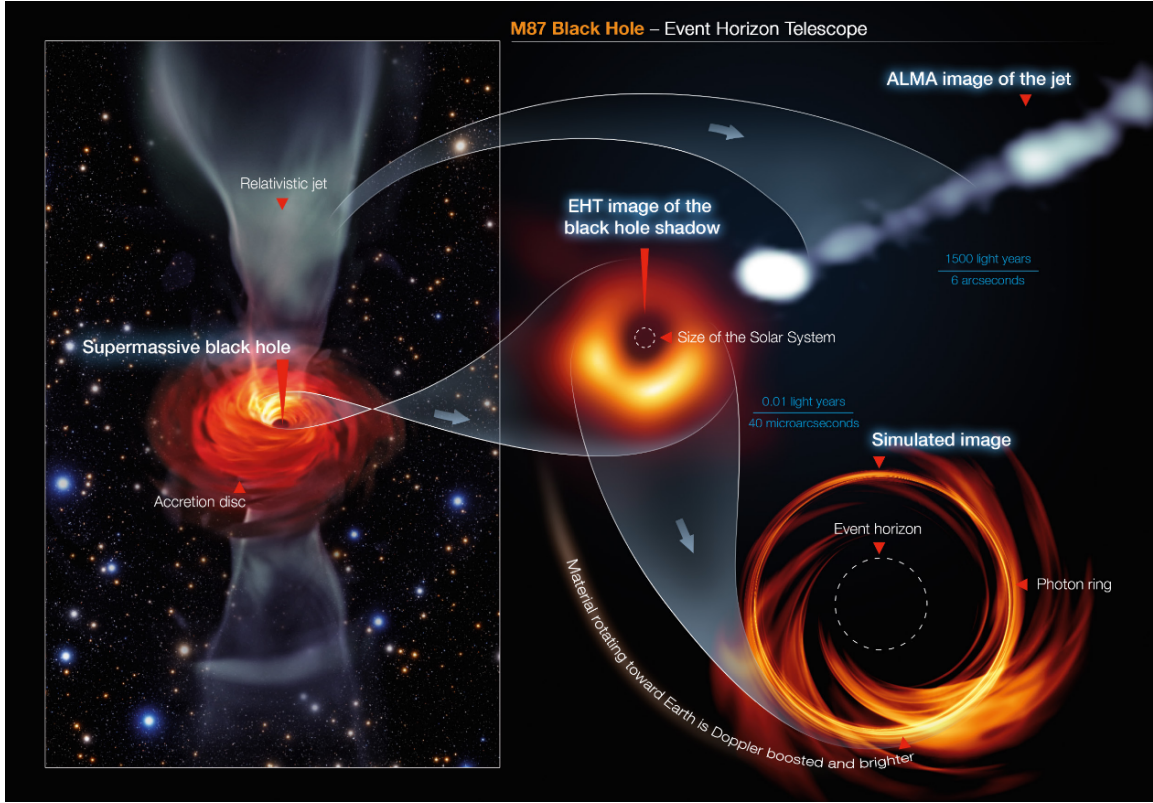 M87 Black Hole – Event Horizon Telescope
ALMA image of the jet
Relativistic jet
EHT image of the
black hole shadow
1500 light years
6 arcseconds
Size of the Solar System
Supermassive black hole
0.01 light years
40 microarcseconds
Simulated image
Accretion disc
Event horizon
Photon ring
Material rotating toward Earth is Doppler boosted and brighter